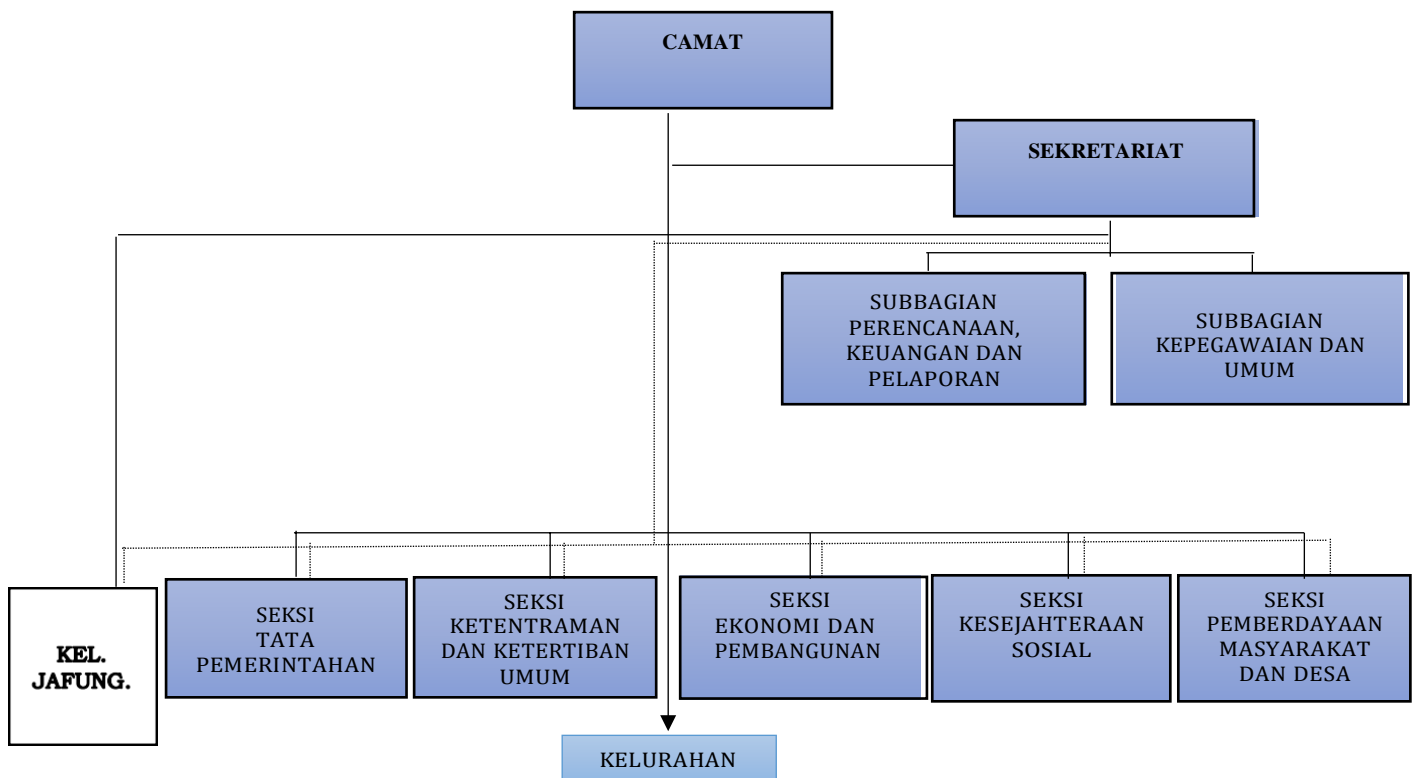 CAMAT
SEKRETARIAT
SUBBAGIAN
PERENCANAAN,
KEUANGAN DAN
PELAPORAN
SUBBAGIAN
KEPEGAWAIAN DAN
UMUM
KEL.
JAFUNG.
SEKSI
TATA
PEMERINTAHAN
SEKSI
KETENTRAMAN
DAN KETERTIBAN
UMUM
SEKSI
EKONOMI DAN
PEMBANGUNAN
SEKSI
KESEJAHTERAAN
SOSIAL
SEKSI
PEMBERDAYAAN
MASYARAKAT
DAN DESA
KELURAHAN